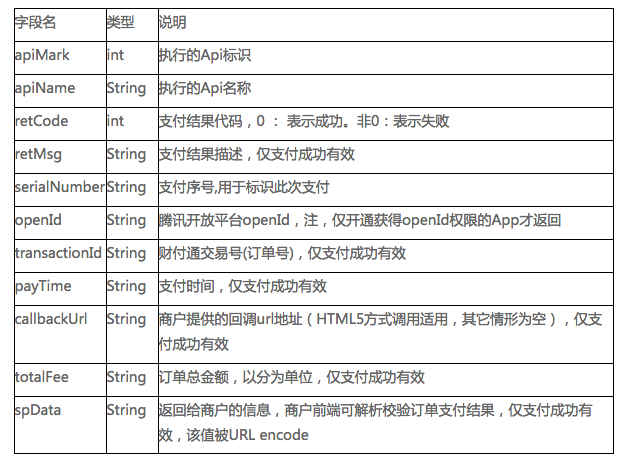 字段名 类型 说明
apiMark int 执行的Api标识
apiName String 执行的Api名称
retCode int 支付结果代码，0 ： 表示成功。非0：表示失败
retMsg String 支付结果描述，仅支付成功有效
serialNumber String 支付序号,用于标识此次支付
openId String 腾讯开放平台openId，注，仅开通获得openId权限的App才返回
transactionId String 财付通交易号(订单号)，仅支付成功有效
payTime String 支付时间，仅支付成功有效
callbackUrl String 商户提供的回调url地址（HTML5方式调用适用，其它情形为空），仅支
付成功有效
totalFee String 订单总金额，以分为单位，仅支付成功有效
spData String 返回给商户的信息，商户前端可解析校验订单支付结果，仅支付成功有
效，该值被URL encode